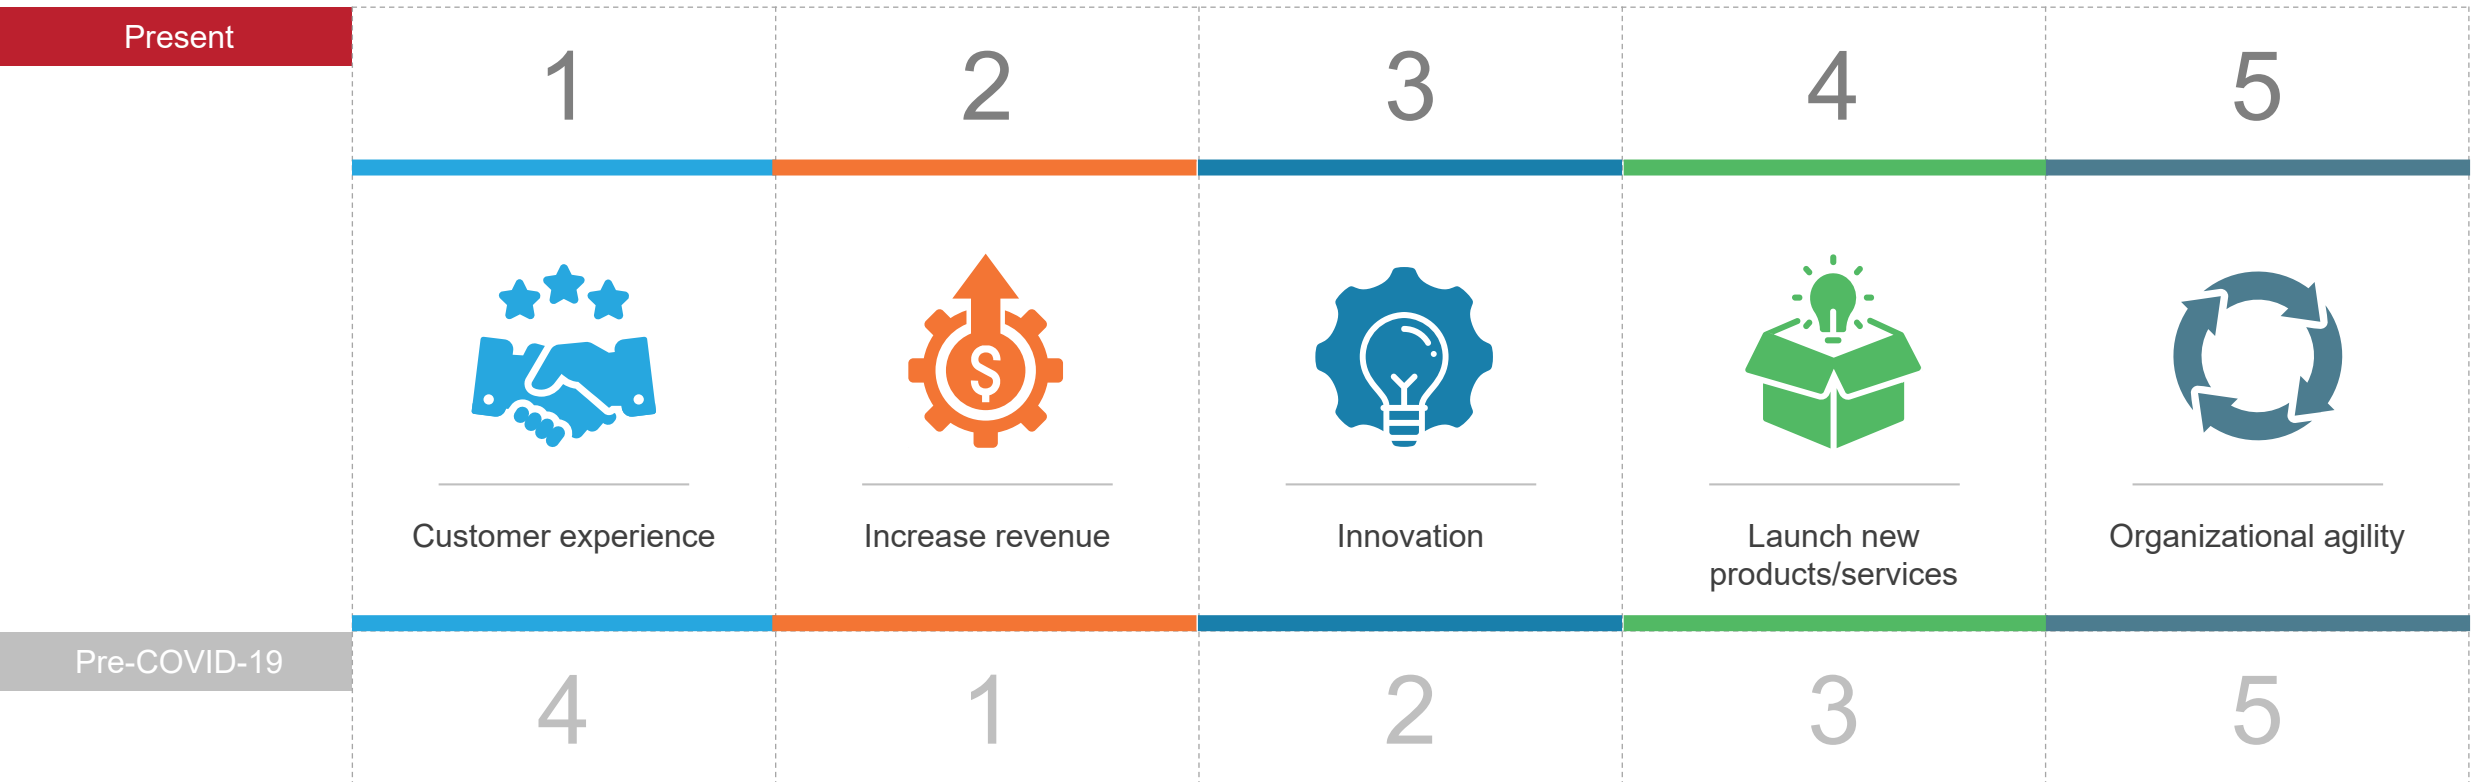 Present
1
2
3
4
5
$
Customer experience
Increase revenue
Innovation
Launch new
products/services
Organizational agility
Pre-COVID-19
4
1
2
3
5